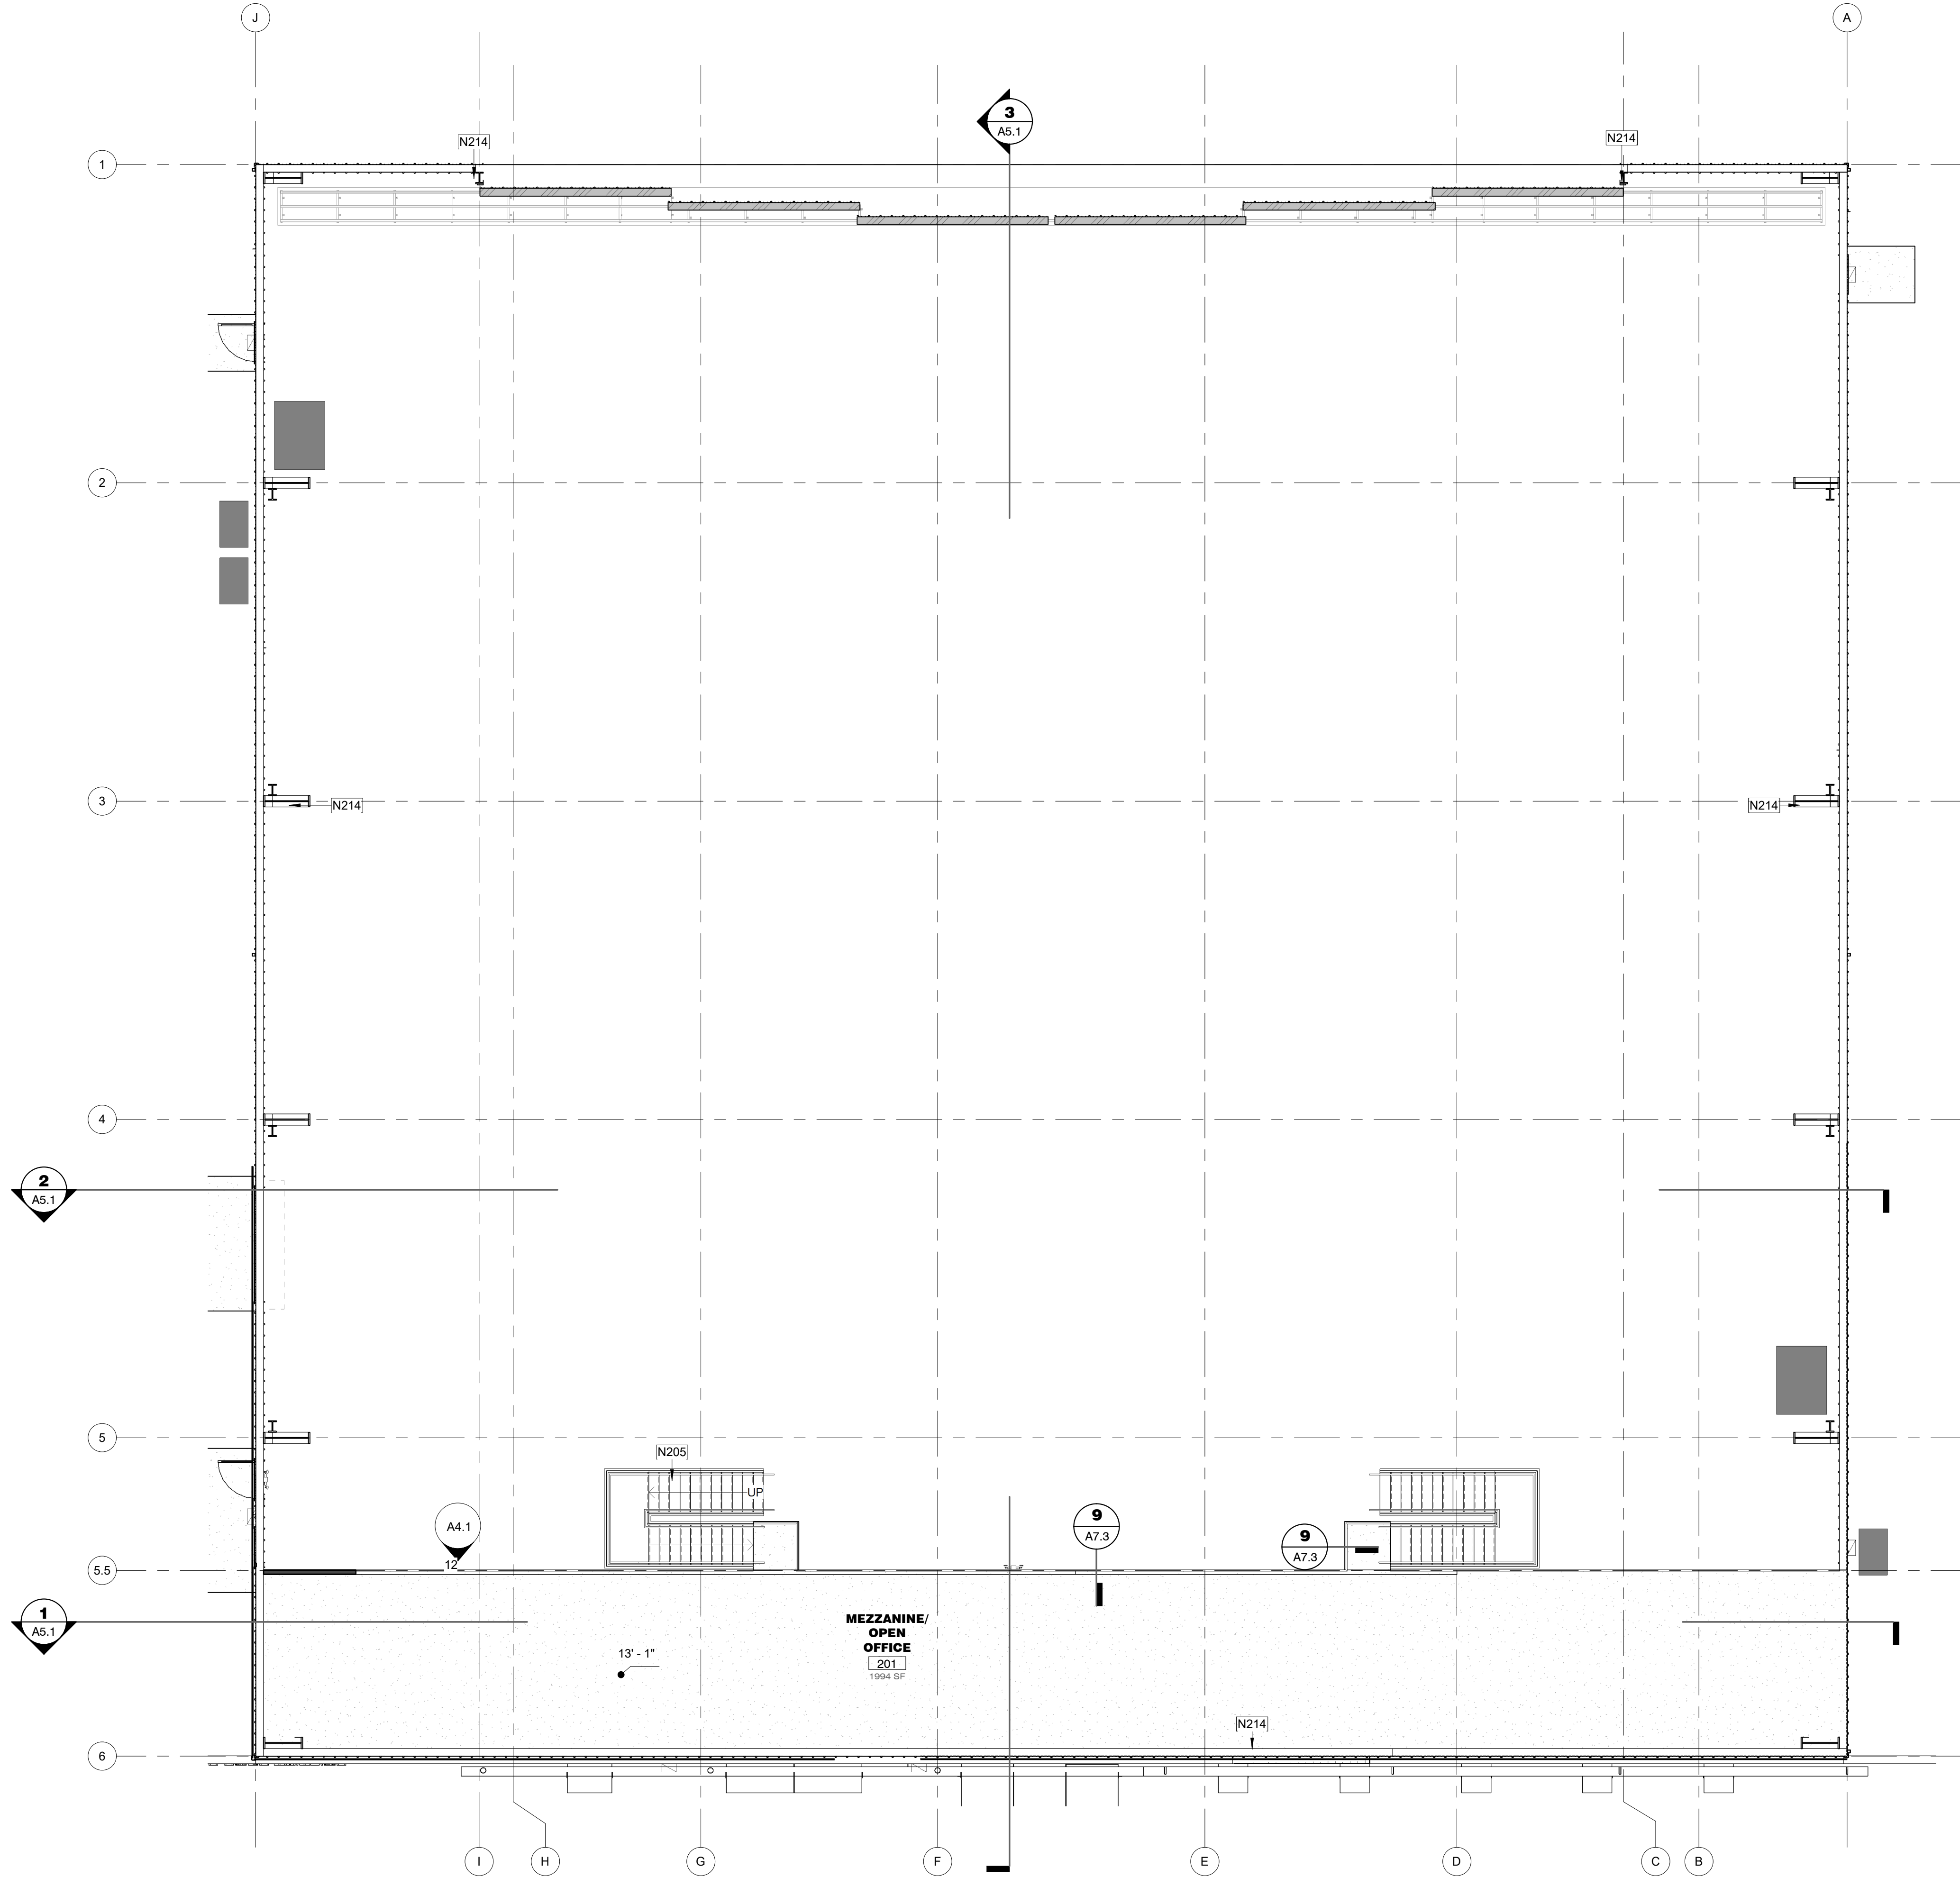 J
A
3
A5.1
N214
N214
1
2
3
N214
N214
4
2
A5.1
5
N205
UP
9
A7.3
A4.1
12
9
A7.3
5.5
1
A5.1
MEZZANINE/
OPEN
OFFICE
201
1994 SF
13' - 1"
N214
6
I
H
G
F
E
D
C
B